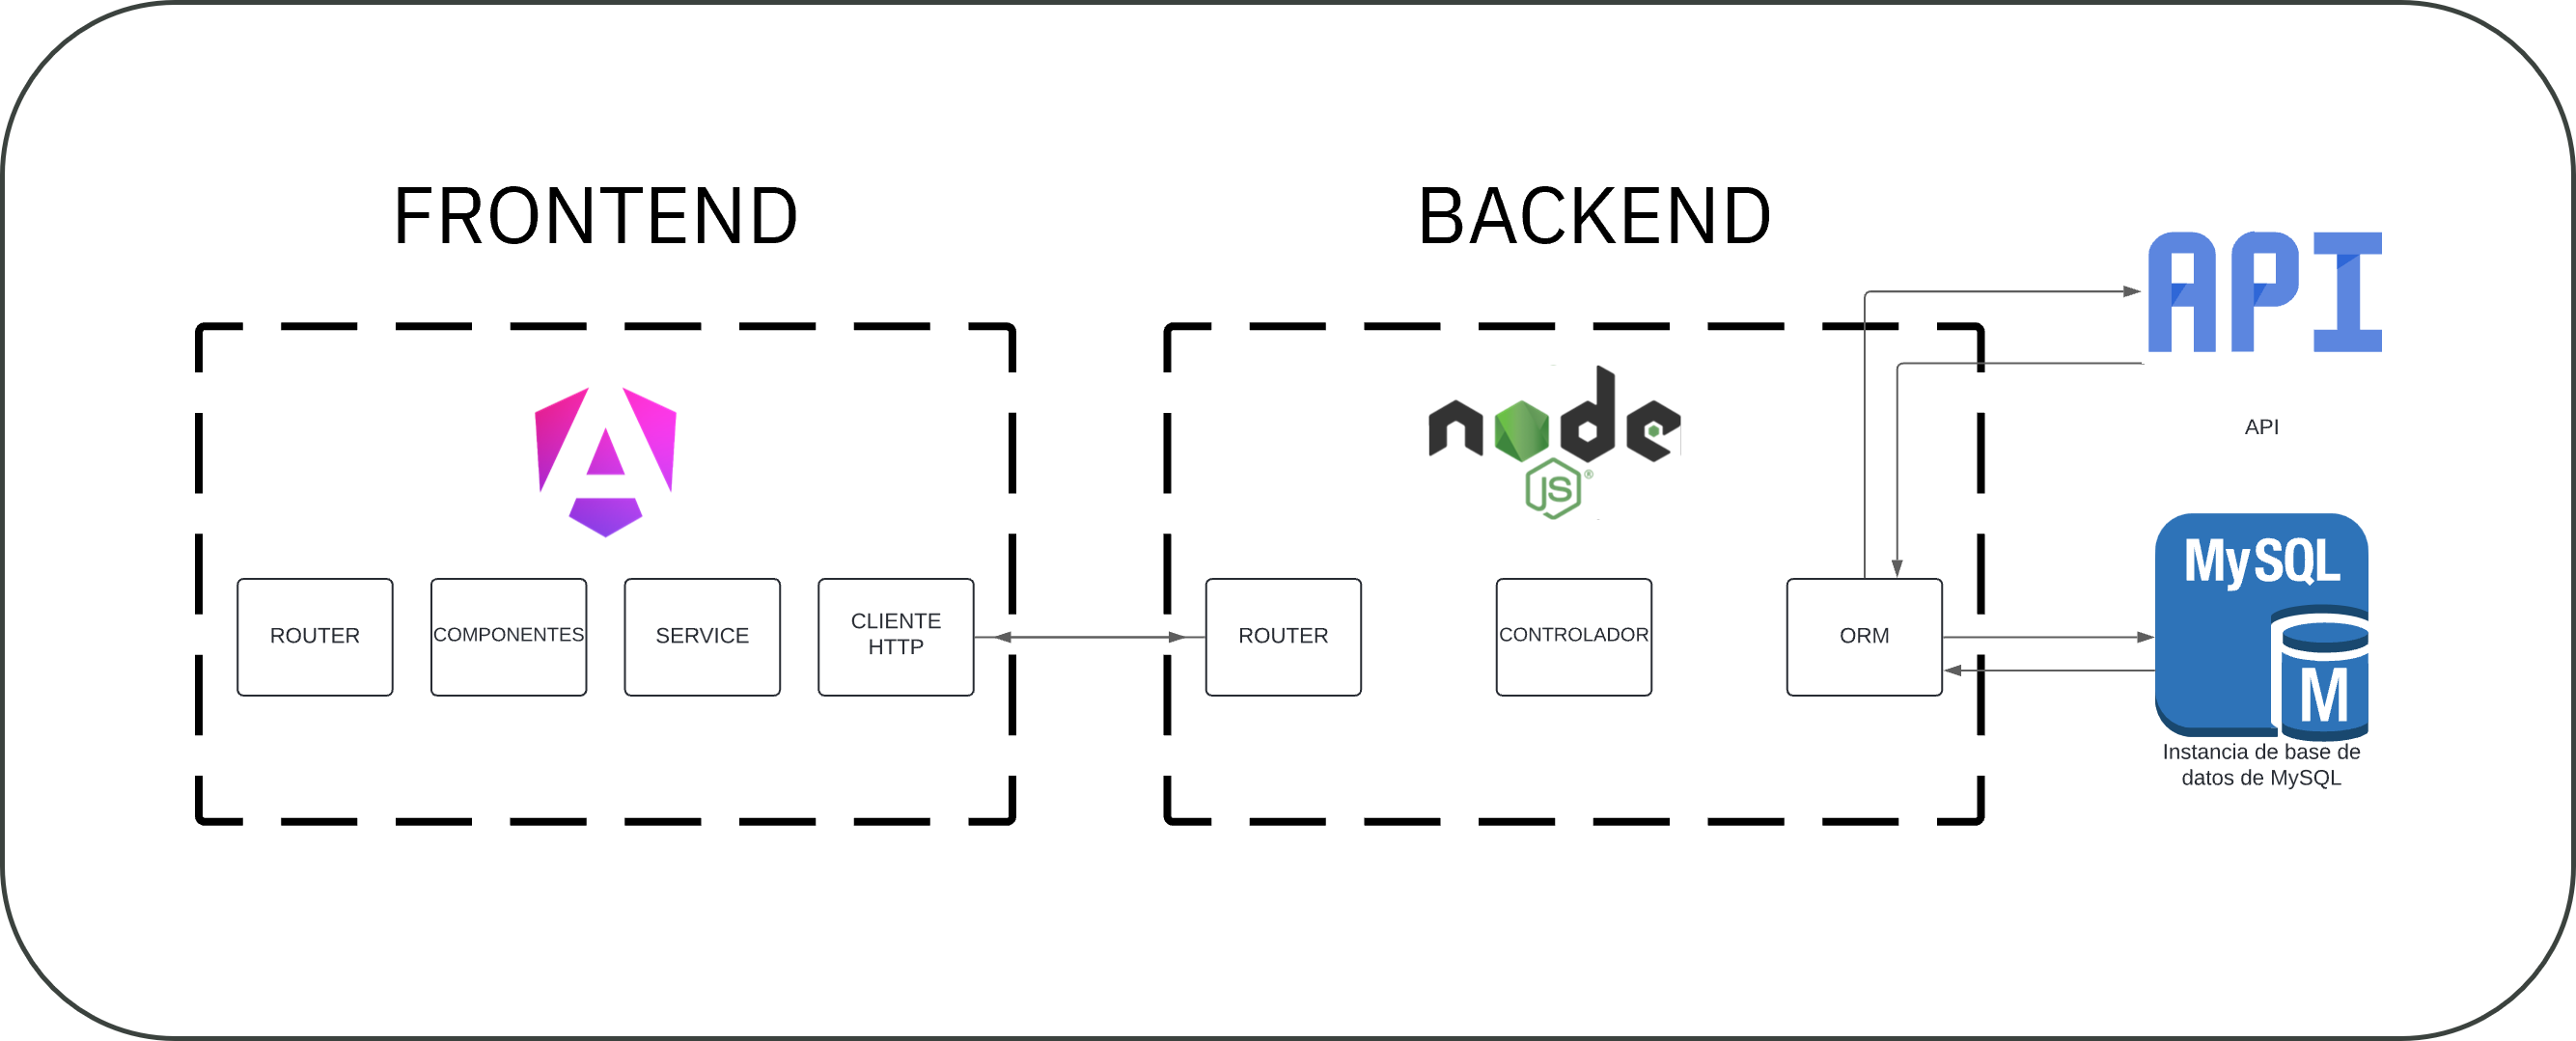 FRONTEND
BACKEND
API
API
node
JS®
MySQL
M
ROUTER
COMPONENTES
SERVICE
CLIENTE
HTTP
ROUTER
CONTROLADOR
ORM
Instancia de base de
datos de MySQL